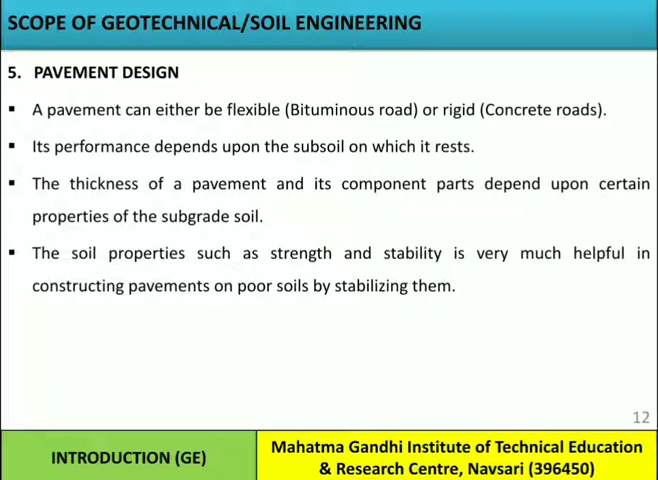 SCOPE OF GEOTECHNICAL/SOIL ENGINEERING
5. PAVEMENT DESIGN
▪ A pavement can either be flexible (Bituminous road) or rigid (Concrete roads).
▪ Its performance depends upon the subsoil on which it rests.
▪ The thickness of a pavement and its component parts depend upon certain
properties of the subgrade soil.
▪ The soil properties such as strength and stability is very much helpful in
constructing pavements on poor soils by stabilizing them.
12
INTRODUCTION (GE)
Mahatma Gandhi Institute of Technical Education
& Research Centre, Navsari (396450)